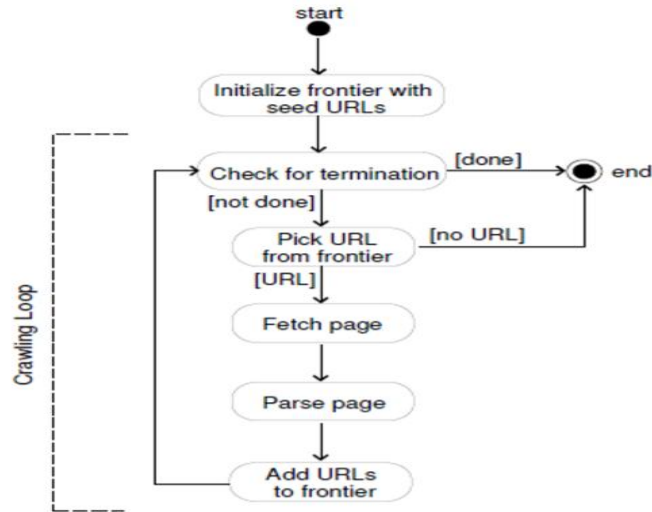 start
Initialize frontier with
seed URLs
Check for termination
[done]
end
[not done]
Pick URL
from frontier
[no URL]
[URL]
Fetch page
Crawling Loop
Parse page
Add URLs
to frontier